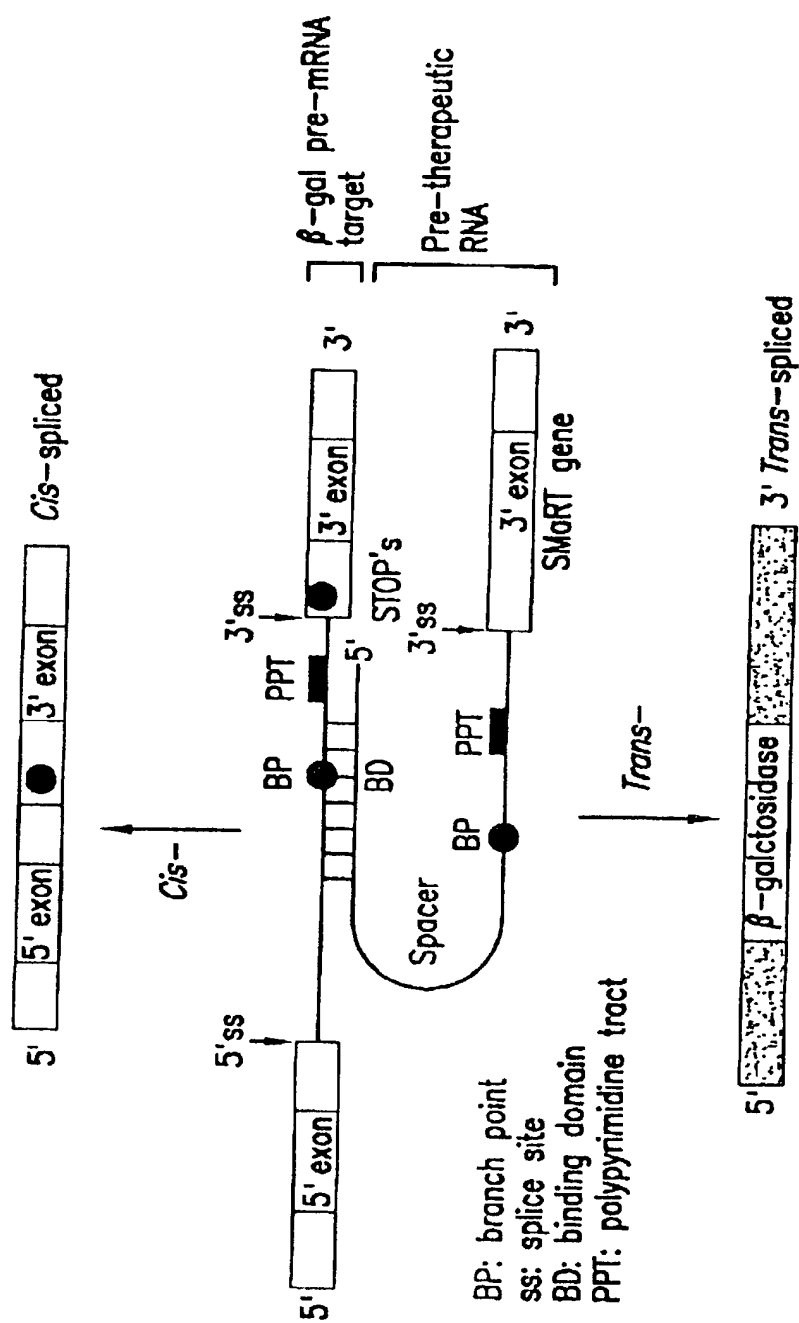 5'
5' exon
3' exon
Cis-spliced
Cis-
5'ss
BP
PPT
3'ss
5'
5' exon
3' exon
3'
β-gal pre-mRNA
target
BD
5'
STOP's
Spacer
BP
PPT
3'ss
3' exon
3'
SMaRT gene
Pre-therapeutic
RNA
BP: branch point
ss: splice site
BD: binding domain
PPT: polypyrimidine tract
Trans-
5'
β-galctosidase
3'
Trans-spliced